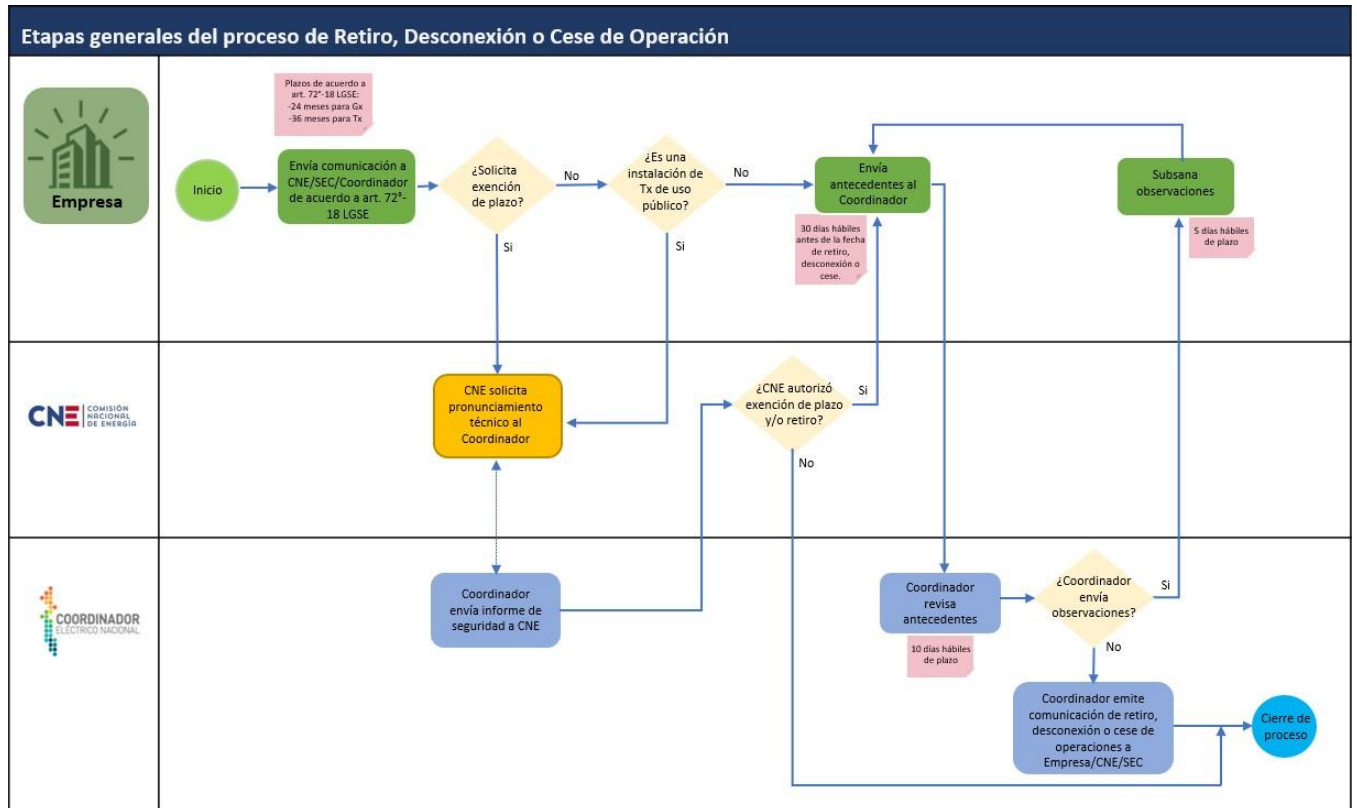 Etapas generales del proceso de Retiro, Desconexión o Cese de Operación
Empresa
Inicio
Plazos de acuerdo a
art. 72°-18 LGSE:
-24 meses para Gx
-36 meses para Tx
Envía comunicación a
CNE/SEC/Coordinador
de acuerdo a art. 72°-
18 LGSE
¿Solicita
exención
de plazo?
No
Si
¿Es una
instalación de
Tx de uso
público?
No
Si
Envía
antecedentes al
Coordinador
30 días hábiles
antes de la fecha
de retiro,
desconexión o
cese.
Subsana
observaciones
5 días hábiles
de plazo
CNE
COMISIÓN
NACIONAL
DE ENERGÍA
CNE solicita
pronunciamiento
técnico al
Coordinador
¿CNE autorizó
exención de plazo
y/o retiro?
Si
No
COORDINADOR
ELÉCTRICO NACIONAL
Coordinador
envía informe de
seguridad a CNE
Coordinador
revisa
antecedentes
10 días hábiles
de plazo
¿Coordinador
envía
observaciones?
Si
No
Coordinador emite
comunicación de retiro,
desconexión o cese de
operaciones a
Empresa/CNE/SEC
Cierre de
proceso